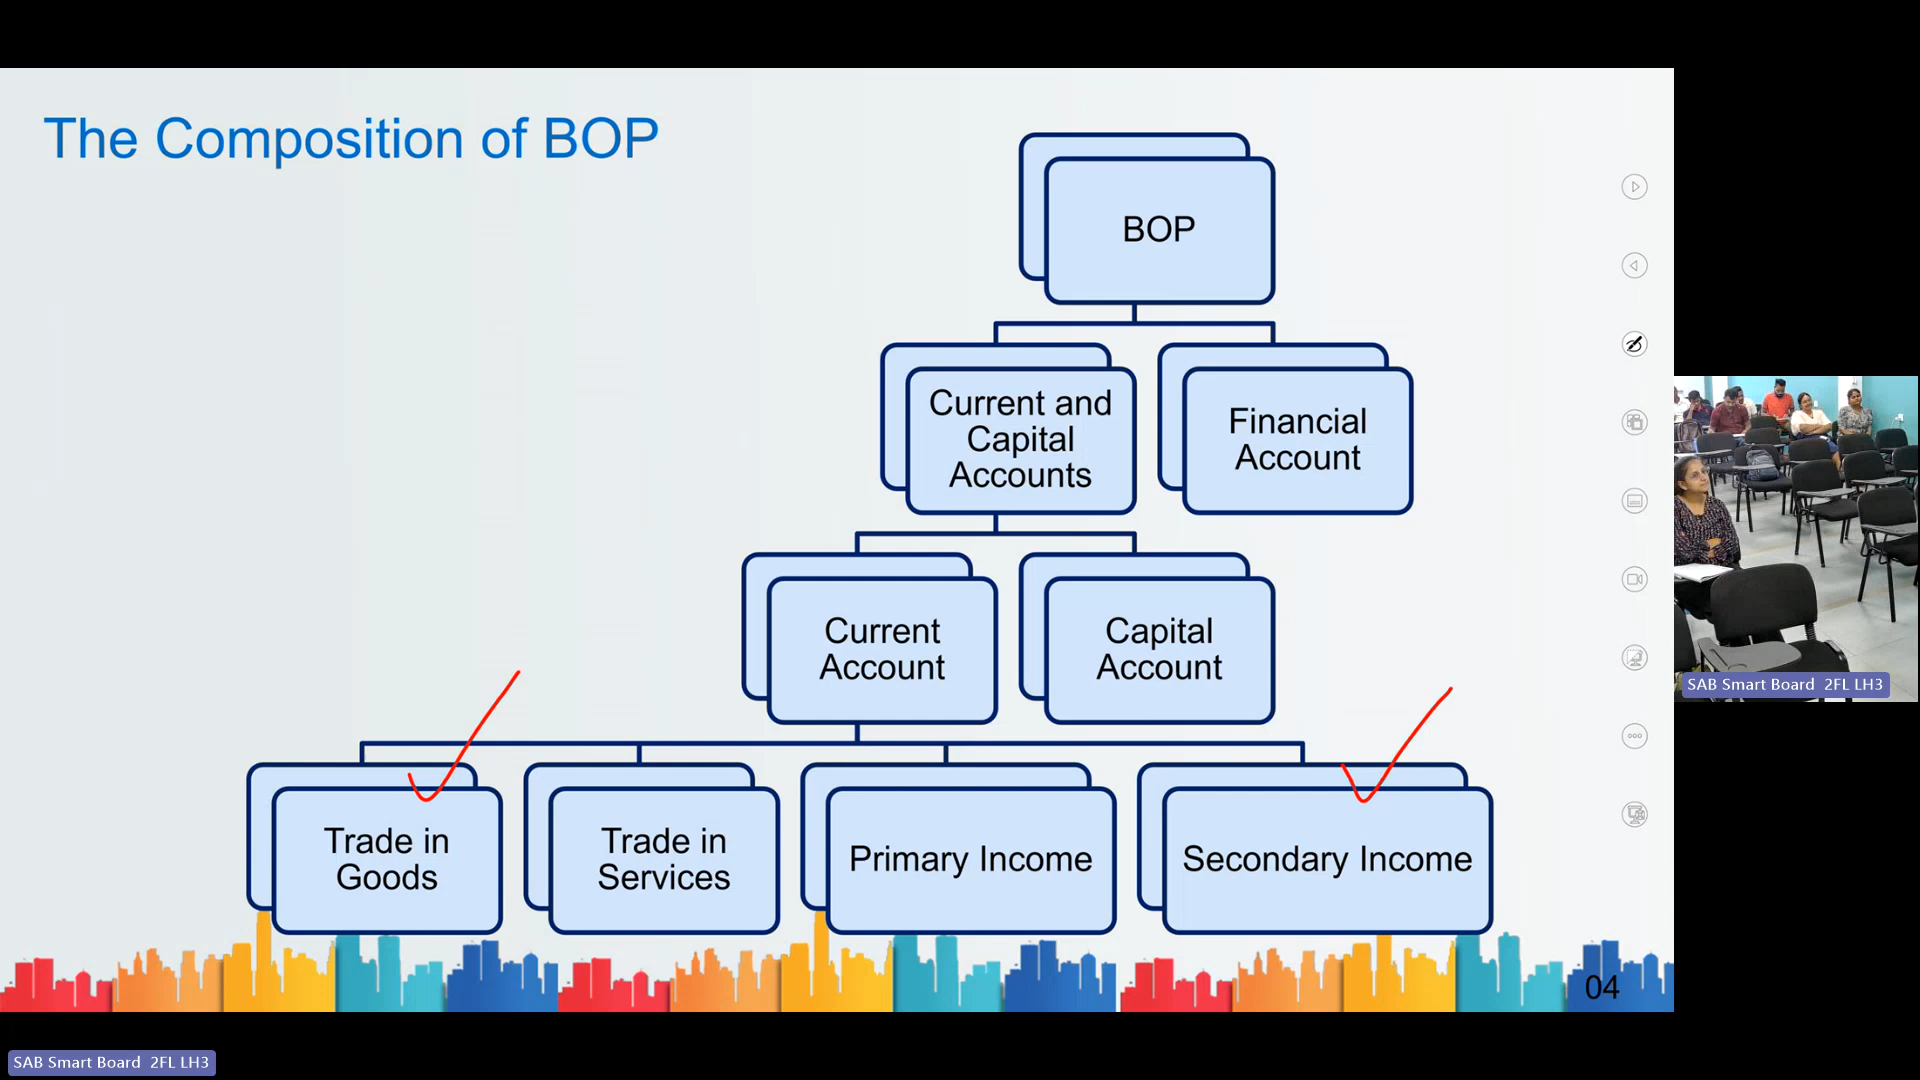 The Composition of BOP
BOP
Current and
Capital
Accounts
Financial
Account
Current
Account
Capital
Account
Trade in
Goods
Trade in
Services
Primary Income
Secondary Income
04
SAB Smart Board 2FL LH3
SAB Smart Board 2FL LH3